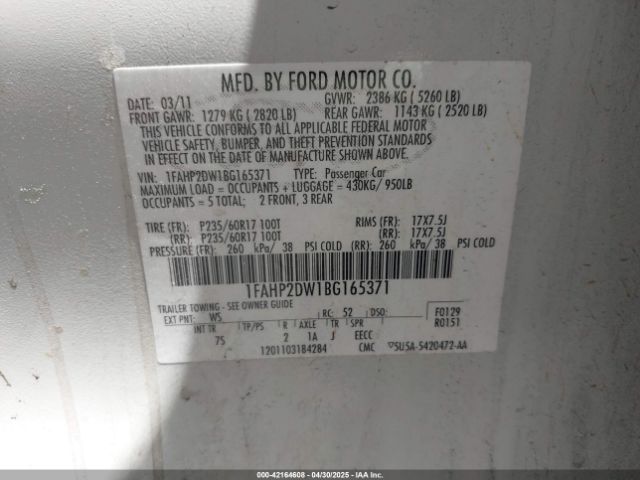 MFD. BY FORD MOTOR CO.
DATE: 03/11 GVWR: 2386 KG ( 5260 LB)
FRONT GAWR: 1279 KG ( 2820 LB) REAR GAWR: 1143 KG ( 2520 LB)
THIS VEHICLE CONFORMS TO ALL APPLICABLE FEDERAL MOTOR
VEHICLE SAFETY, BUMPER, AND THEFT PREVENTION STANDARDS
IN EFFECT ON THE DATE OF MANUFACTURE SHOWN ABOVE.
VIN: 1FAHP2DW1BG165371 TYPE: Passenger Car
MAXIMUM LOAD = OCCUPANTS + LUGGAGE = 430KG/ 950LB
OCCUPANTS = 5 TOTAL; 2 FRONT, 3 REAR
TIRE (FR): P235/60R17 100T RIMS (FR): 17X7.5J
(RR): P235/60R17 100T (RR): 17X7.5J
PRESSURE (FR): 260 kPa/ 38 PSI COLD (RR): 260 kPa/ 38 PSI COLD
1FAHP2DW1BG165371
TRAILER TOWING - SEE OWNER GUIDE
EXT PNT: WS RC: 52 DSO: F0129
R0151
INT TR TP/PS R AXLE TR SPR
75 2 1A J EECC
1201103184284 CMC 5U5A-5420472-AA
000-42164608 - 04/30/2025 - IAAI.COM